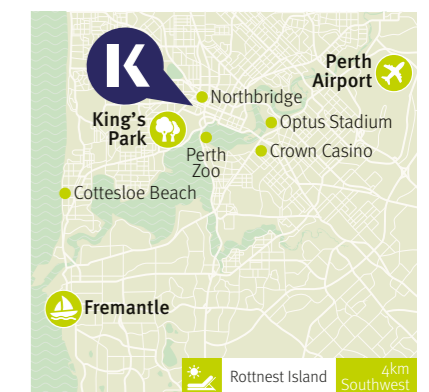 K
Perth
Airport
Northbridge
King's
Park
Optus Stadium
Perth
Zoo
Crown Casino
Cottesloe Beach
Fremantle
Rottnest Island
4km
Southwest